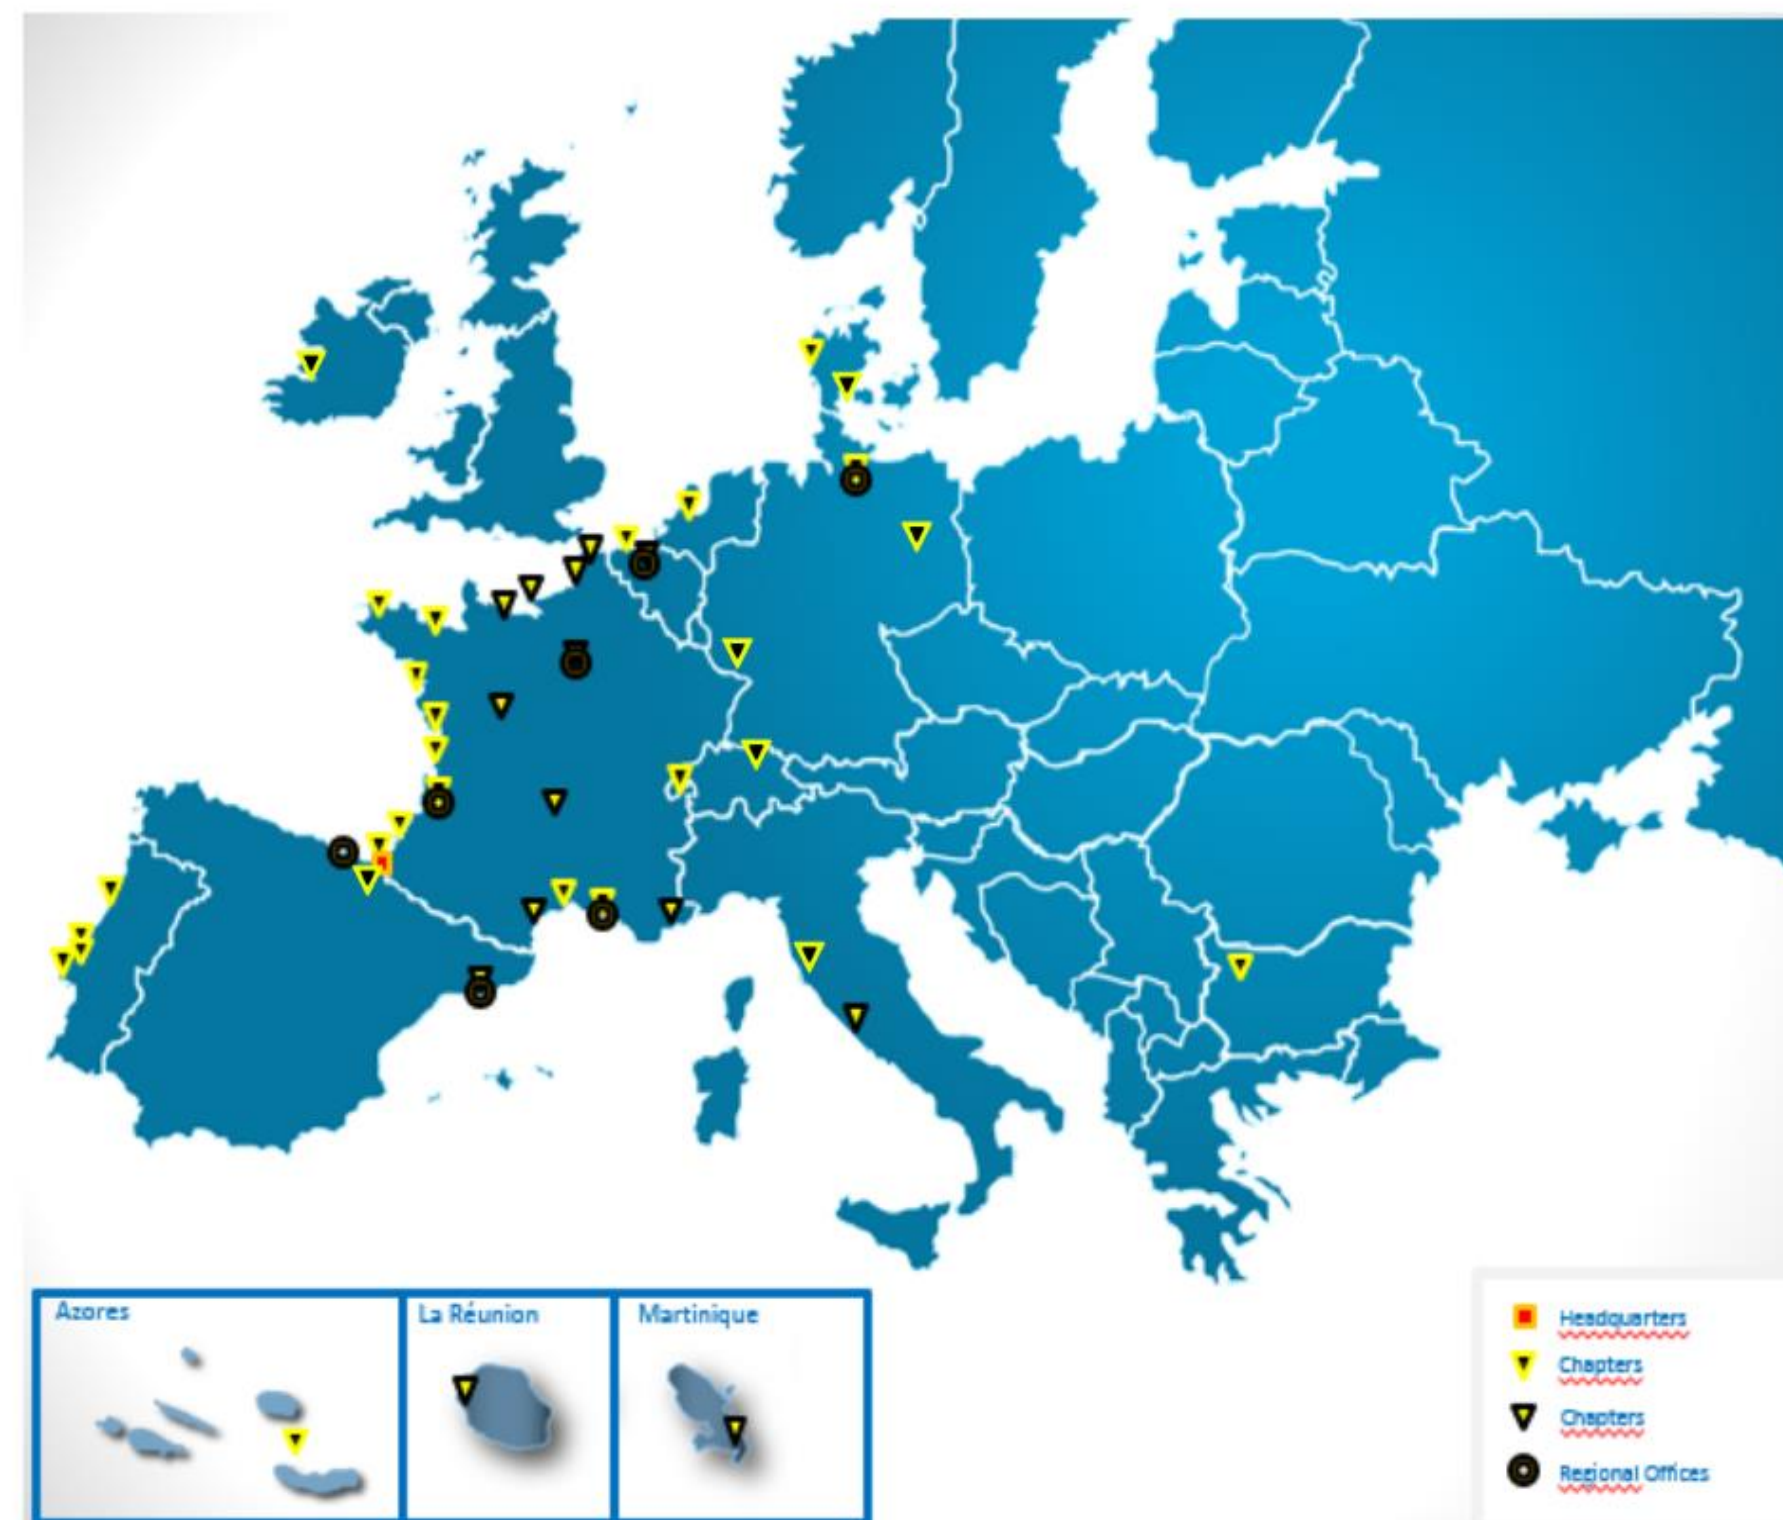 Azores
La Réunion
Martinique
Headquarters
Chapters
Chapters
Regional Offices